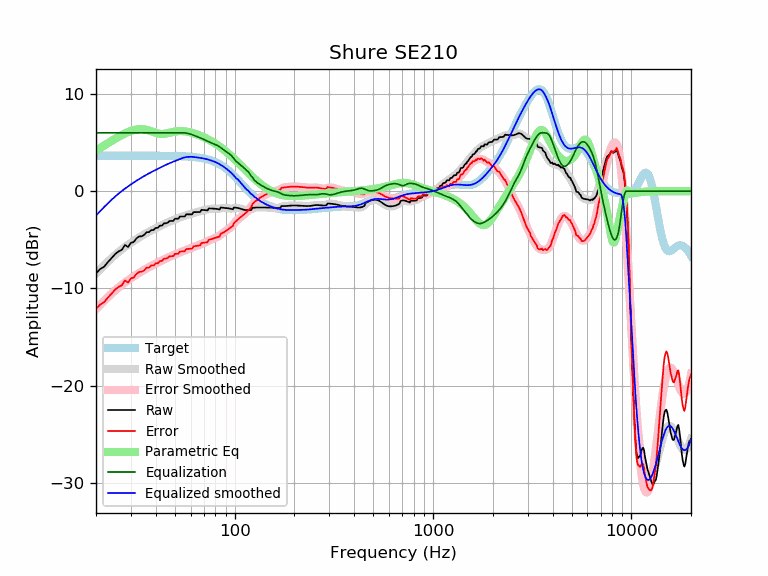 Shure SE210
Amplitude (dBr)
10
0
−10
−20
−30
Target
Raw Smoothed
Error Smoothed
Raw
Error
Parametric Eq
Equalization
Equalized smoothed
100
1000
10000
Frequency (Hz)